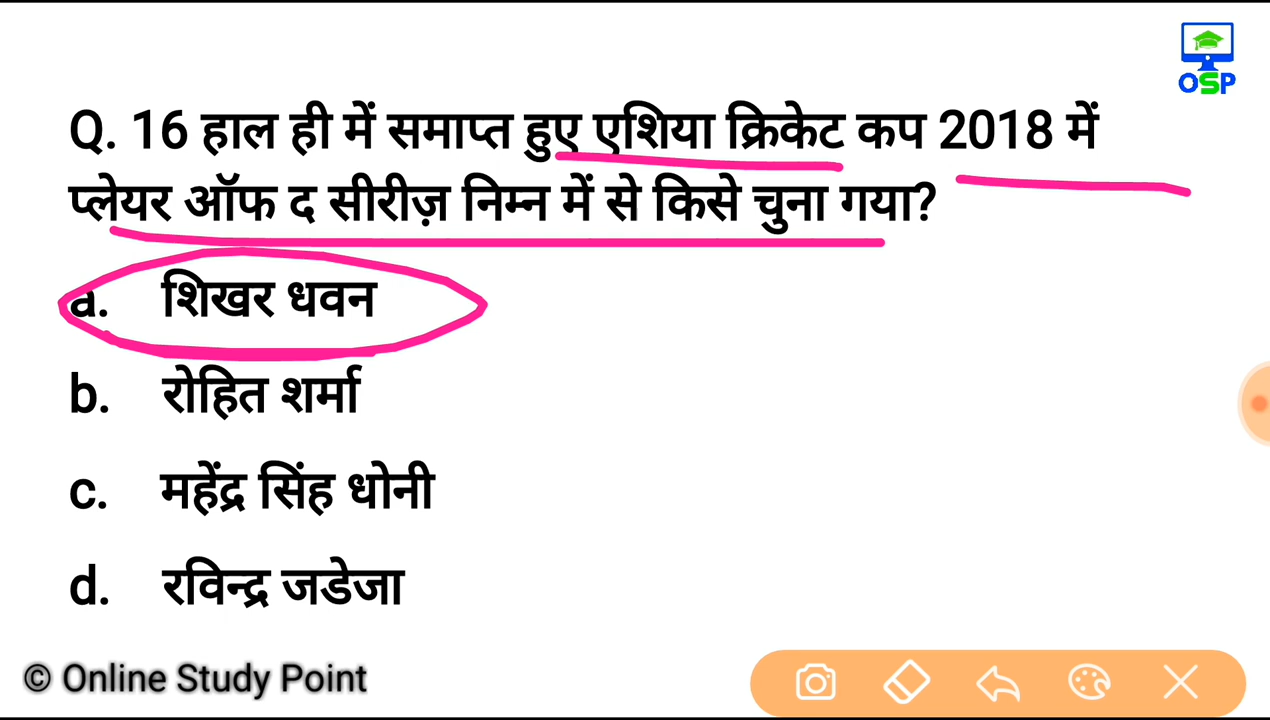 OSP
Q. 16 हाल ही में समाप्त हुए एशिया क्रिकेट कप 2018 में
प्लेयर ऑफ द सीरीज़ निम्न में से किसे चुना गया?
a. शिखर धवन
b. रोहित शर्मा
c. महेंद्र सिंह धोनी
d. रविन्द्र जडेजा
© Online Study Point